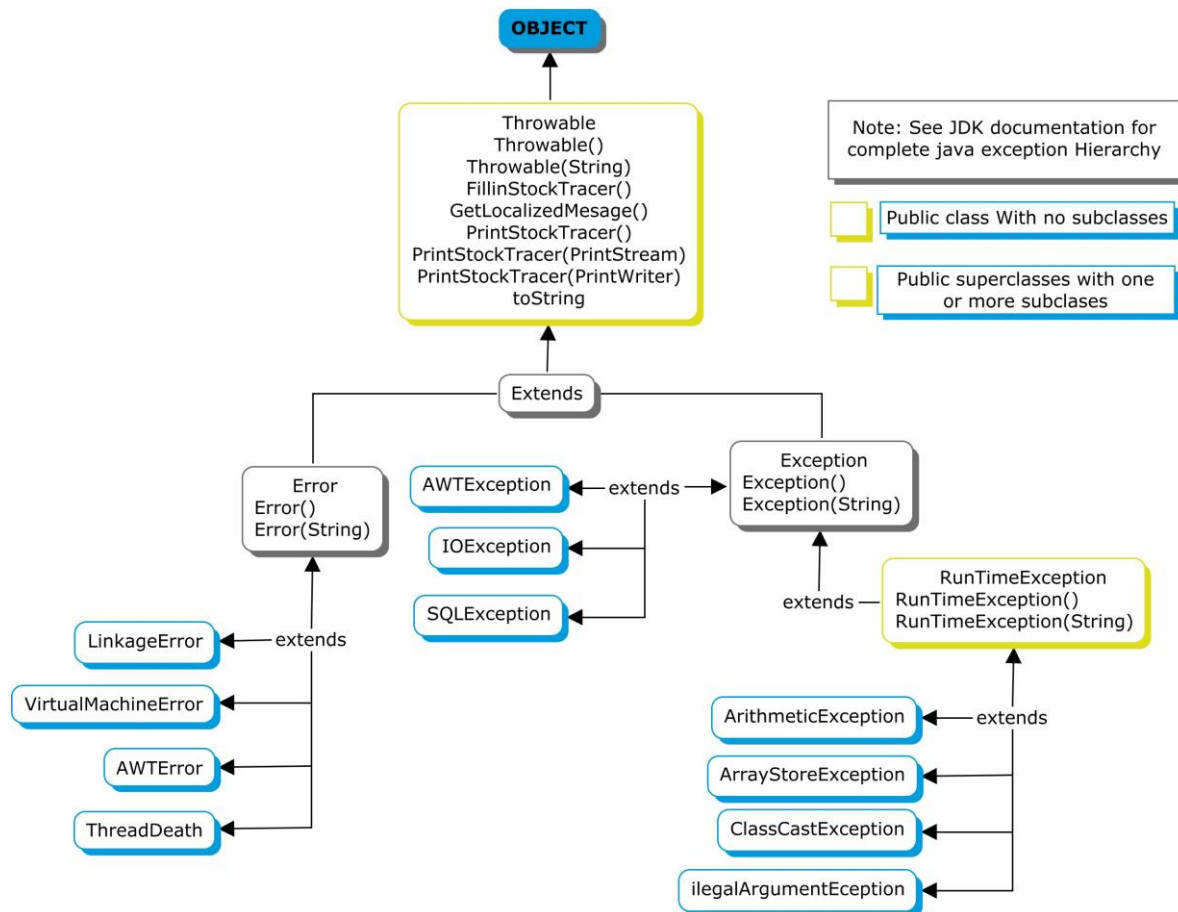 OBJECT
Throwable
Throwable()
Throwable(String)
FillinStockTracer()
GetLocalizedMesage()
PrintStockTracer()
PrintStockTracer(PrintStream)
PrintStockTracer(PrintWriter)
toString
Note: See JDK documentation for
complete java exception Hierarchy
Public class With no subclasses
Public superclasses with one
or more subclases
Extends
Error
Error()
Error(String)
AWTException
extends
IOException
SQLException
Exception
Exception()
Exception(String)
extends
RunTimeException
RunTimeException()
RunTimeException(String)
LinkageError
extends
VirtualMachineError
AWTError
ThreadDeath
ArithmeticException
extends
ArrayStoreException
ClassCastException
ilegalArgumentEception